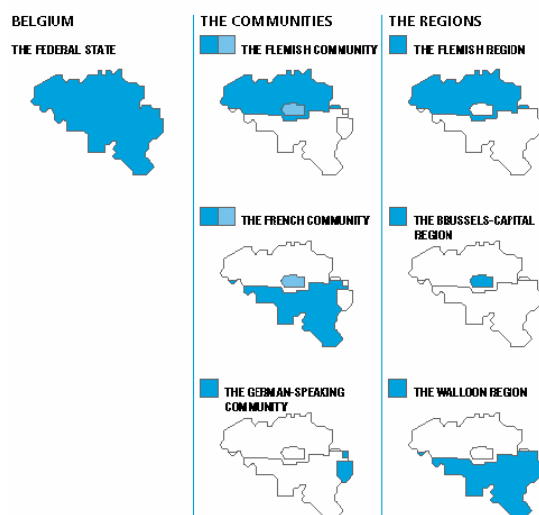 BELGIUM
THE FEDERAL STATE
THE COMMUNITIES
THE FLEMISH COMMUNITY
THE FRENCH COMMUNITY
THE GERMAN-SPEAKING
COMMUNITY
THE REGIONS
THE FLEMISH REGION
THE BRUSSELS-CAPITAL
REGION
THE WALLOON REGION